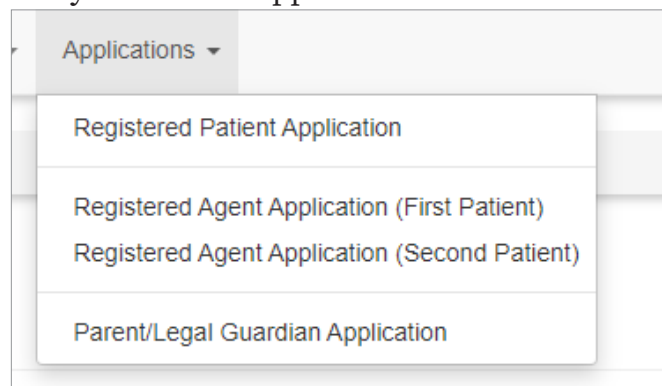 Applications
Registered Patient Application
Registered Agent Application (First Patient)
Registered Agent Application (Second Patient)
Parent/Legal Guardian Application